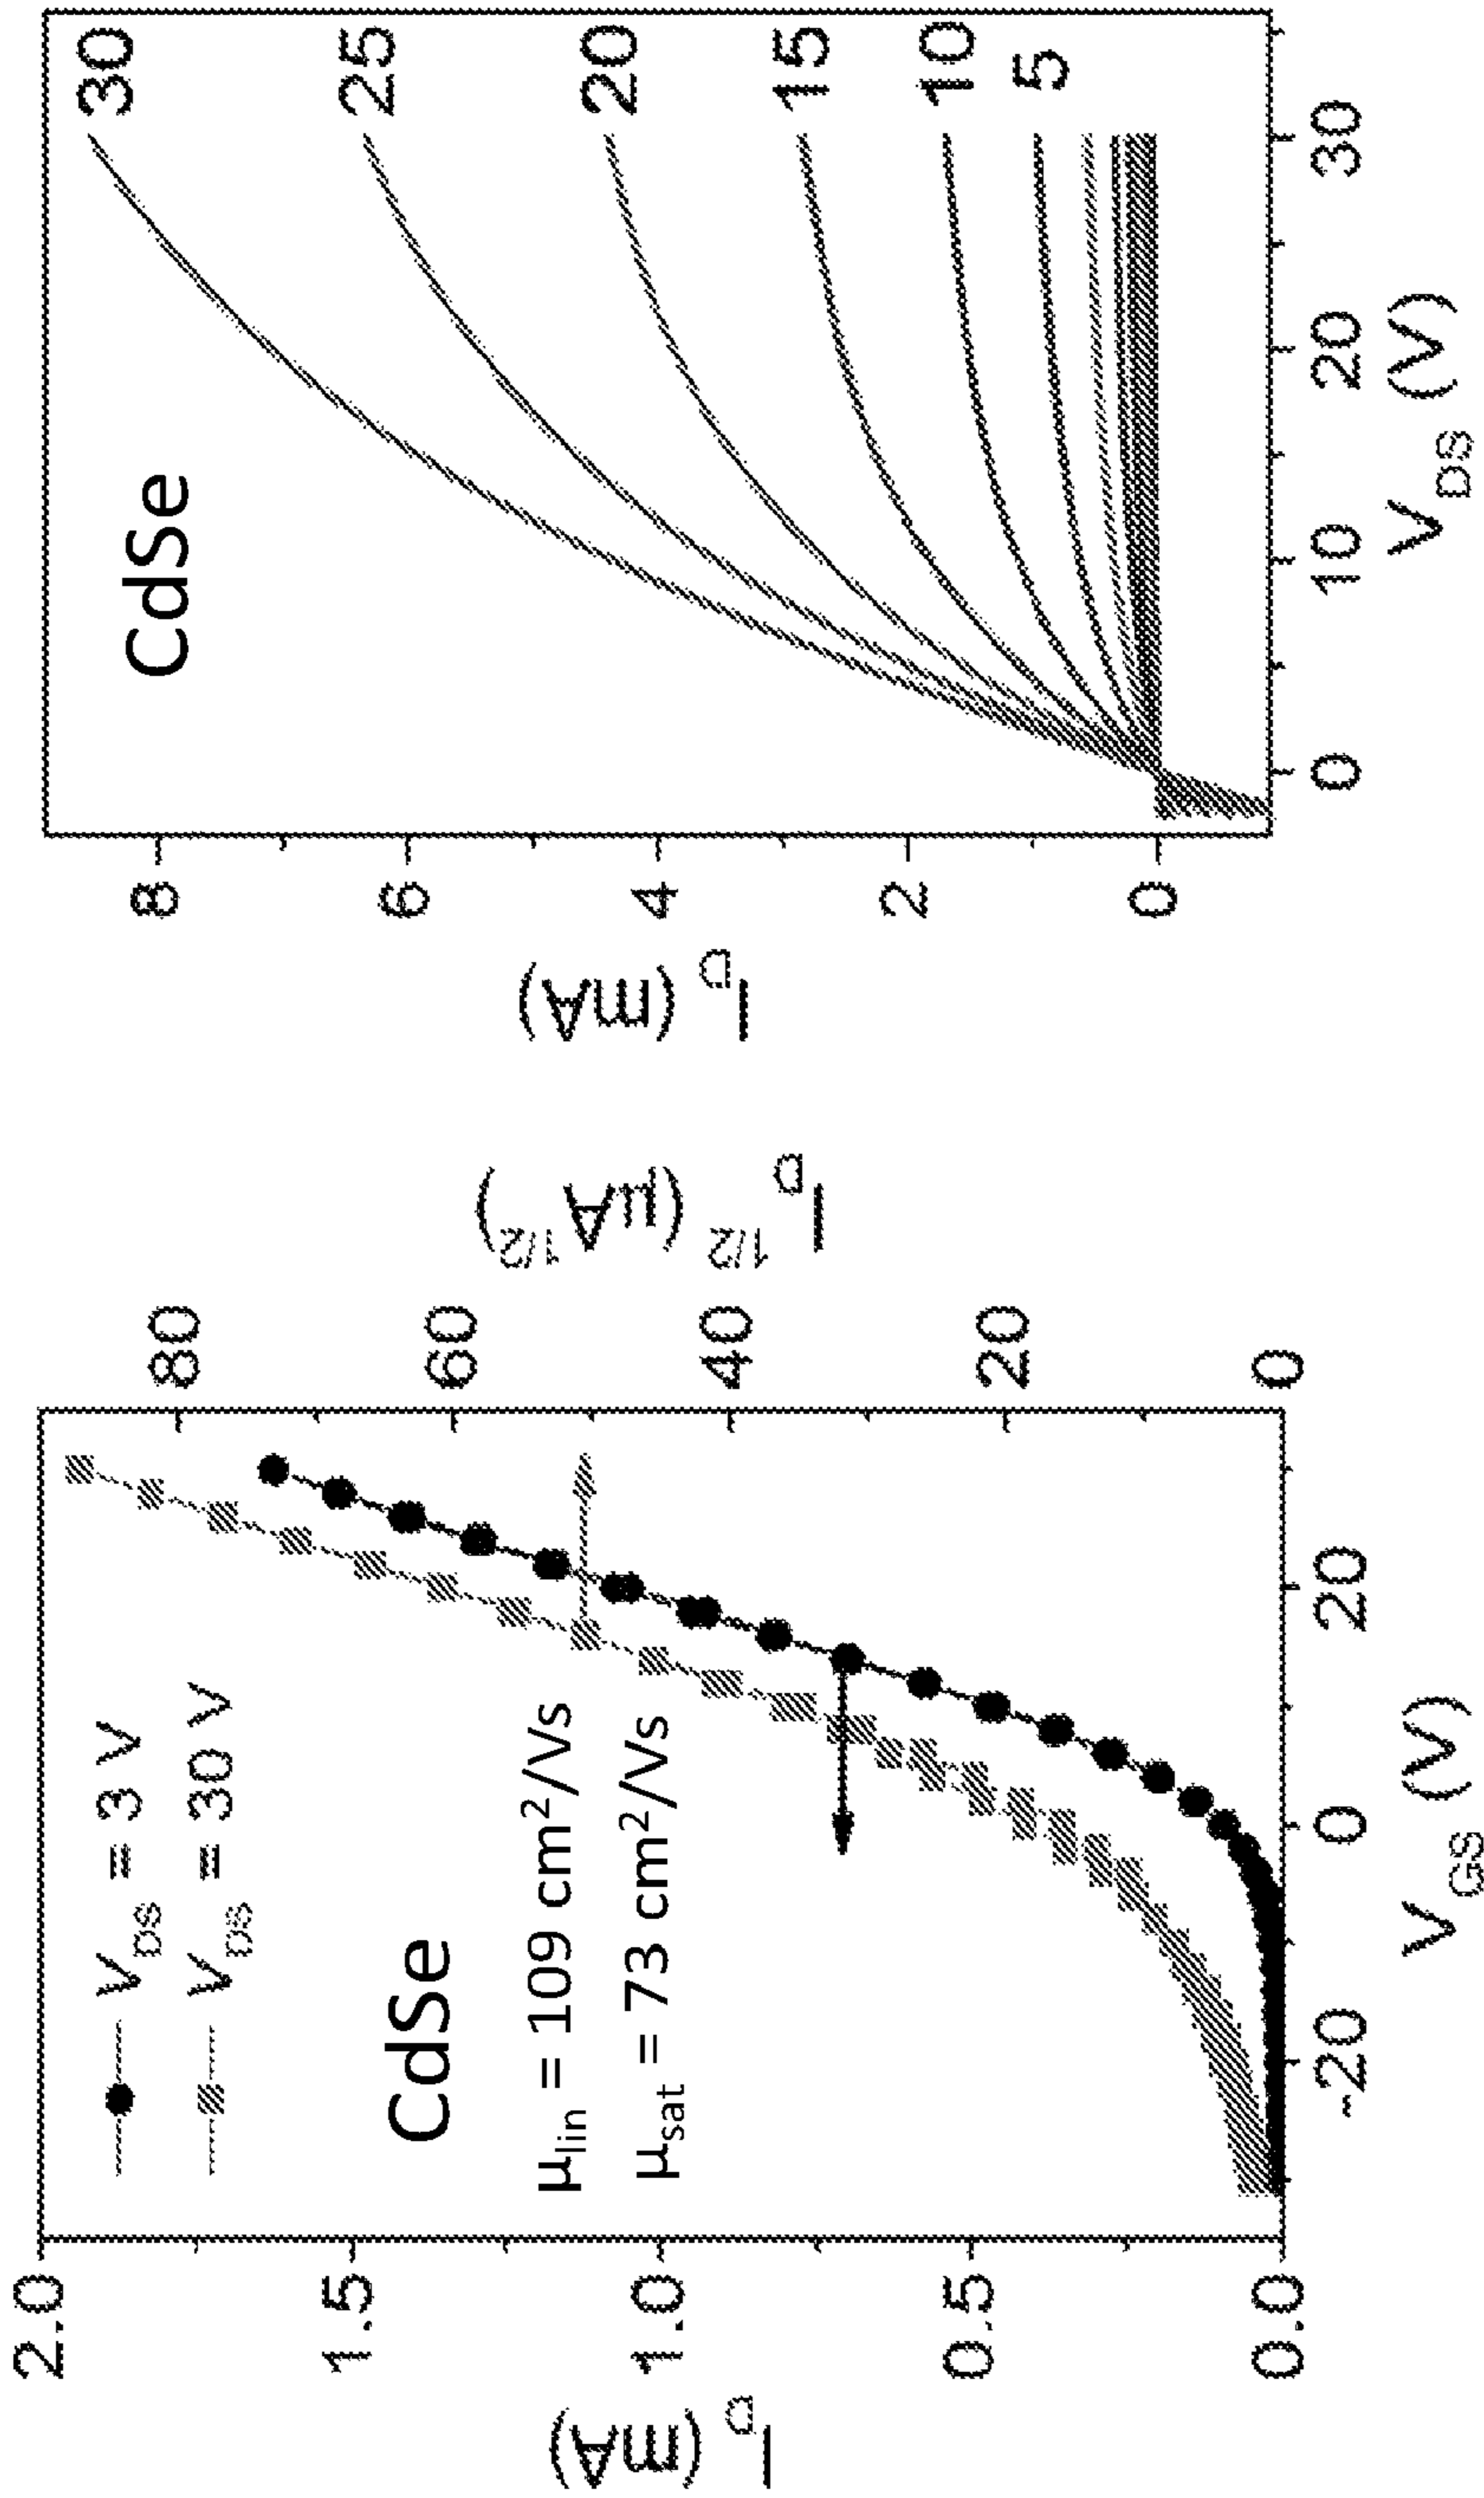 V_DS = 3 V
V_DS = 30 V
CdSe
μ_lin = 109 cm²/Vs
μ_sat = 73 cm²/Vs
2.0
1.5
1.0
0.5
0.0
I_D (mA)
-20
0
20
V_GS (V)
80
60
40
20
0
I_D^1/2 (μA^1/2)
CdSe
30
25
20
15
10
5
8
6
4
2
0
I_D (mA)
0
10
20
30
V_DS (V)